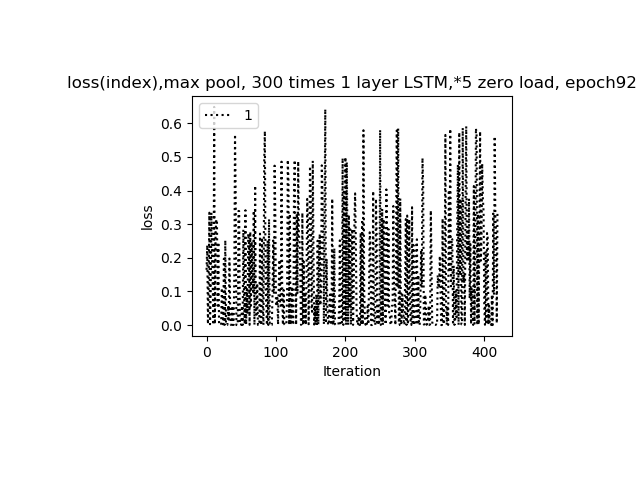 loss(index),max pool, 300 times 1 layer LSTM,*5 zero load, epoch92
1
0.6
0.5
0.4
0.3
0.2
0.1
0.0
loss
0 100 200 300 400
Iteration